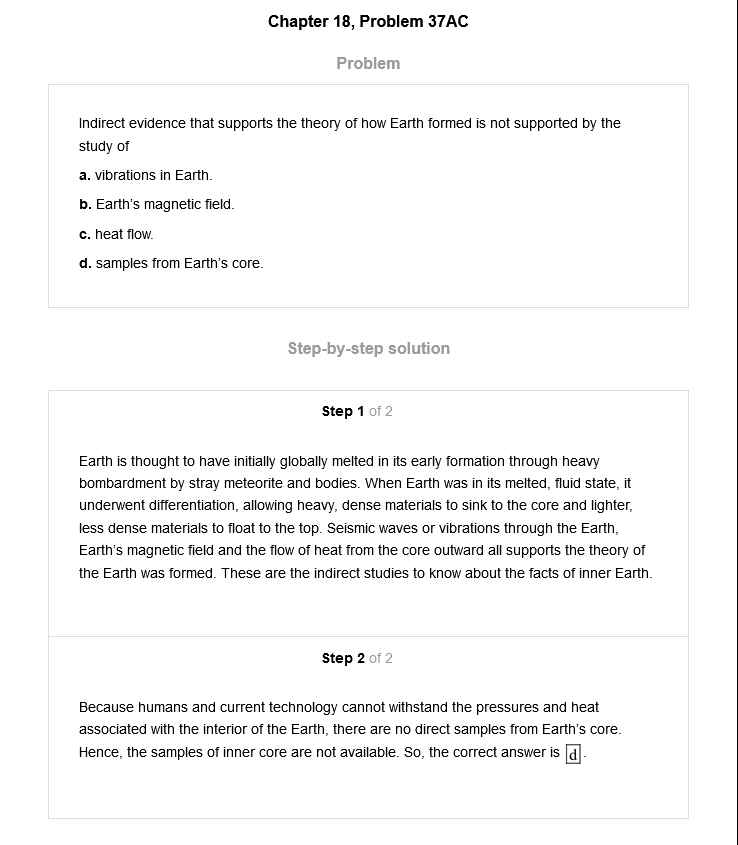 Chapter 18, Problem 37AC
Problem
Indirect evidence that supports the theory of how Earth formed is not supported by the
study of
a. vibrations in Earth.
b. Earth's magnetic field.
c. heat flow.
d. samples from Earth's core.
Step-by-step solution
Step 1 of 2
Earth is thought to have initially globally melted in its early formation through heavy
bombardment by stray meteorite and bodies. When Earth was in its melted, fluid state, it
underwent differentiation, allowing heavy, dense materials to sink to the core and lighter,
less dense materials to float to the top. Seismic waves or vibrations through the Earth,
Earth's magnetic field and the flow of heat from the core outward all supports the theory of
the Earth was formed. These are the indirect studies to know about the facts of inner Earth.
Step 2 of 2
Because humans and current technology cannot withstand the pressures and heat
associated with the interior of the Earth, there are no direct samples from Earth's core.
Hence, the samples of inner core are not available. So, the correct answer is d.